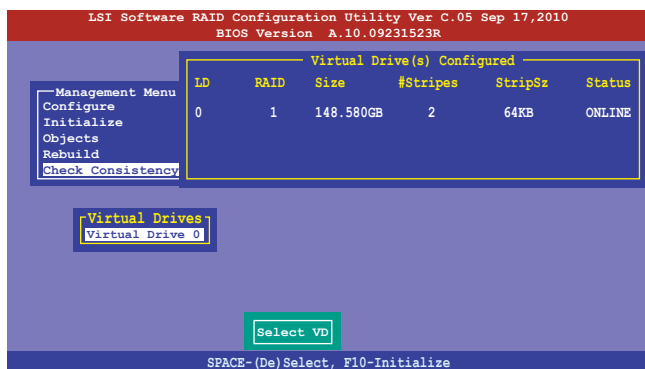 LSI Software RAID Configuration Utility Ver C.05 Sep 17,2010
BIOS Version A.10.09231523R
Virtual Drive(s) Configured
LD RAID Size #Stripes StripSz Status
0 1 148.580GB 2 64KB ONLINE
Management Menu
Configure
Initialize
Objects
Rebuild
Check Consistency
Virtual Drives
Virtual Drive 0
Select VD
SPACE-(De)Select, F10-Initialize